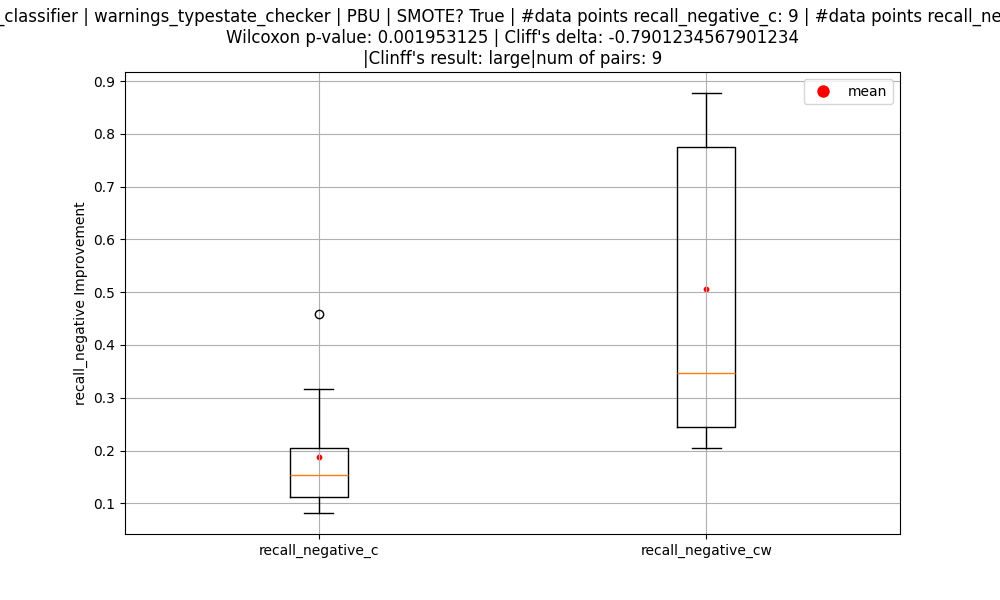 _classifier | warnings_typestate_checker | PBU | SMOTE? True | #data points recall_negative_c: 9 | #data points recall_ne
Wilcoxon p-value: 0.001953125 | Cliff's delta: -0.7901234567901234
|Clinff's result: large|num of pairs: 9
mean
0.9
0.8
0.7
0.6
0.5
0.4
0.3
0.2
0.1
recall_negative Improvement
recall_negative_c
recall_negative_cw